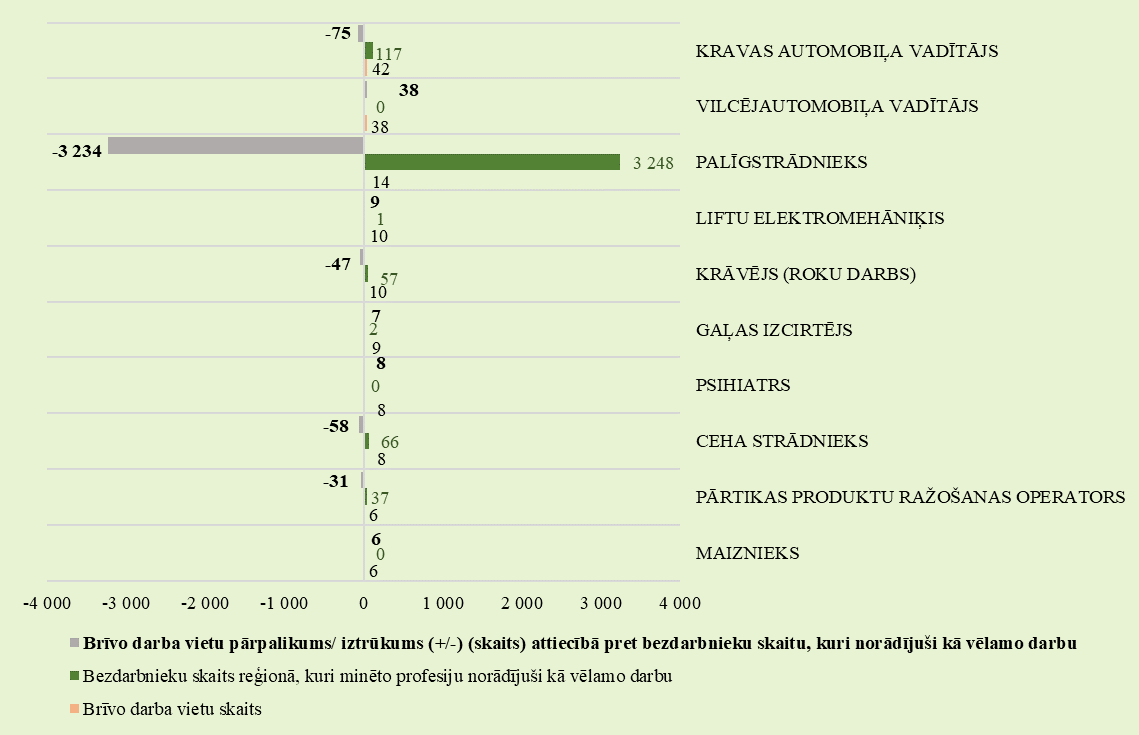 -75
117
42
KRAVAS AUTOMOBIĻA VADĪTĀJS
38
0
38
VILCĒJAUTOMOBIĻA VADĪTĀJS
-3 234
3 248
14
PALĪGSTRĀDNIEKS
9
1
10
LIFTU ELEKTROMEHĀNIĶIS
-47
57
10
KRĀVĒJS (ROKU DARBS)
7
2
9
GAĻAS IZCIRTĒJS
8
0
8
PSIHIATRS
-58
66
8
CEHA STRĀDNIEKS
-31
37
6
PĀRTIKAS PRODUKTU RAŽOŠANAS OPERATORS
6
0
6
MAIZNIEKS
-4 000 -3 000 -2 000 -1 000 0 1 000 2 000 3 000 4 000
Brīvo darba vietu pārpalikums/ iztrūkums (+/-) (skaits) attiecībā pret bezdarbnieku skaitu, kuri norādījuši kā vēlamo darbu
Bezdarbnieku skaits reģionā, kuri minēto profesiju norādījuši kā vēlamo darbu
Brīvo darba vietu skaits